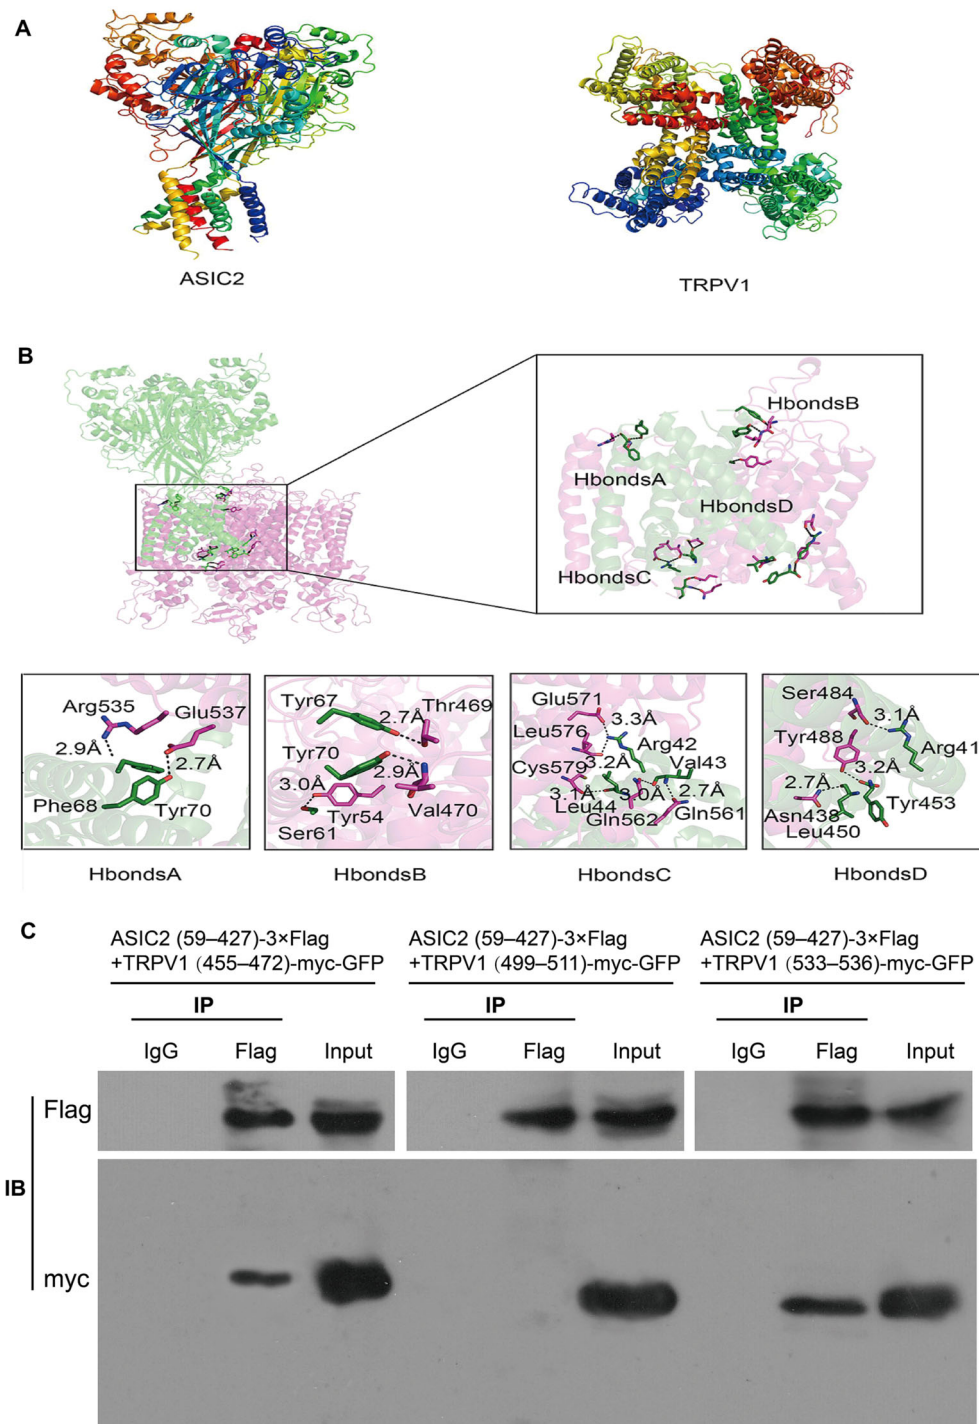 A
ASIC2
TRPV1
B
HbondsB
HbondsA
HbondsD
HbondsC
Arg535
Glu537
2.9Å
2.7Å
Phe68
Tyr70
HbondsA
Tyr67
2.7Å
Thr469
Tyr70
3.0Å
2.9Å
Ser61
Tyr54
Val470
HbondsB
Glu571
3.3Å
Leu576
Arg42
Cys579
3.2Å
Val43
3.1Å
3.0Å
2.7Å
Leu44
Gln562
Gln561
HbondsC
Ser484
3.1Å
Tyr488
Arg41
2.7Å
3.2Å
Asn438
Tyr453
Leu450
HbondsD
C
ASIC2 (59–427)-3×Flag
+TRPV1 (455–472)-myc-GFP
ASIC2 (59–427)-3×Flag
+TRPV1 (499–511)-myc-GFP
ASIC2 (59–427)-3×Flag
+TRPV1 (533–536)-myc-GFP
IP
IP
IP
IgG Flag Input
IgG Flag Input
IgG Flag Input
Flag
IB
myc